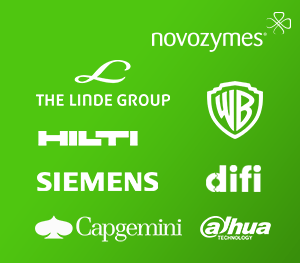 novozymes®
THE LINDE GROUP
WB
HILTI
SIEMENS
difi
Capgemini
alhua
TECHNOLOGY